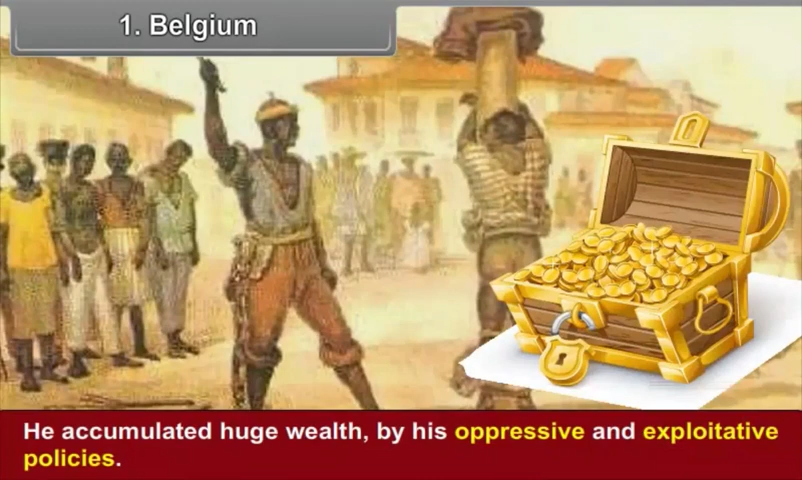 1. Belgium
He accumulated huge wealth, by his oppressive and exploitative
policies.